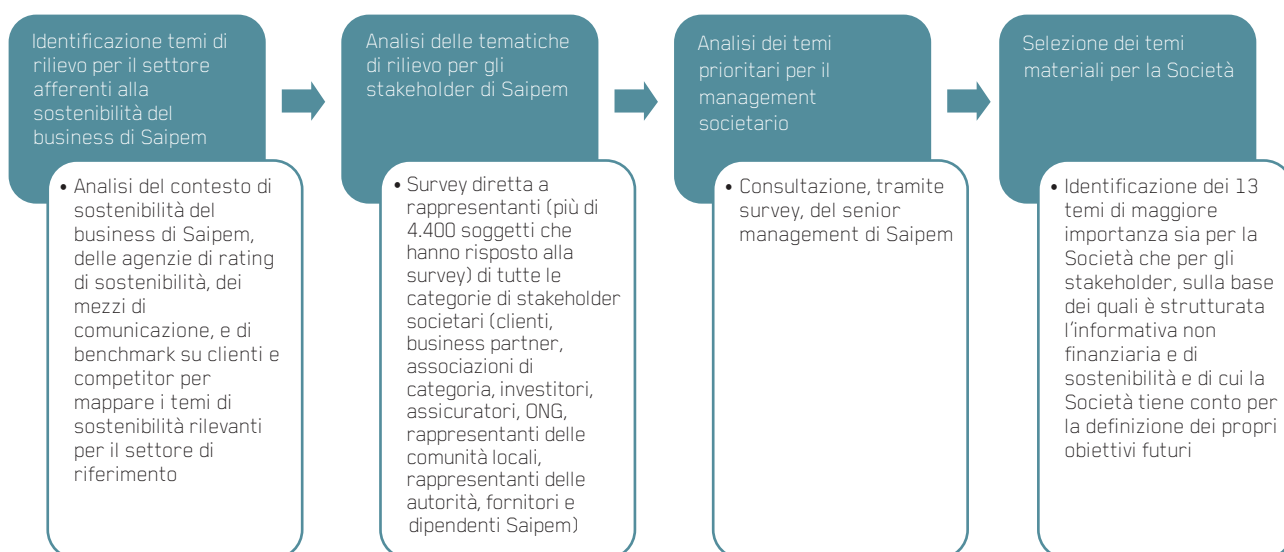 Identificazione temi di
rilievo per il settore
afferenti alla
sostenibilità del
business di Saipem
• Analisi del contesto di
sostenibilità del
business di Saipem,
delle agenzie di rating
di sostenibilità, dei
mezzi di
comunicazione, e di
benchmark su clienti e
competitor per
mappare i temi di
sostenibilità rilevanti
per il settore di
riferimento
Analisi delle tematiche
di rilievo per gli
stakeholder di Saipem
• Survey diretta a
rappresentanti (più di
4.400 soggetti che
hanno risposto alla
survey) di tutte le
categorie di stakeholder
societari (clienti,
business partner,
associazioni di
categoria, investitori,
assicuratori, ONG,
rappresentanti delle
comunità locali,
rappresentanti delle
autorità, fornitori e
dipendenti Saipem)
Analisi dei temi
prioritari per il
management
societario
• Consultazione, tramite
survey, del senior
management di Saipem
Selezione dei temi
materiali per la Società
• Identificazione dei 13
temi di maggiore
importanza sia per la
Società che per gli
stakeholder, sulla base
dei quali è strutturata
l'informativa non
finanziaria e di
sostenibilità e di cui la
Società tiene conto per
la definizione dei propri
obiettivi futuri